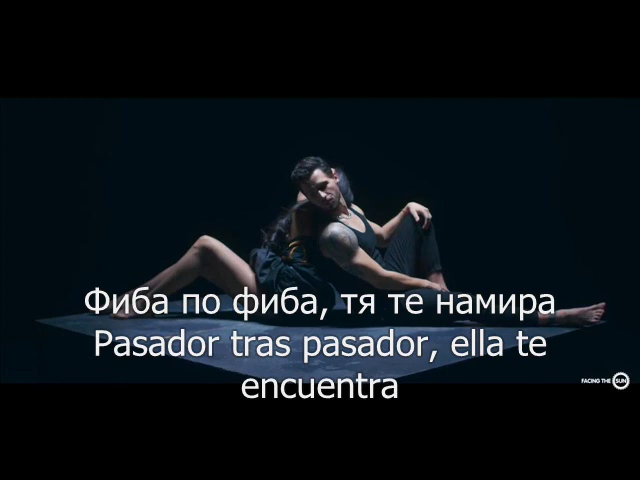 Фиба по фиба, тя те намира
Pasador tras pasador, ella te
encuentra
FACING THE SUN